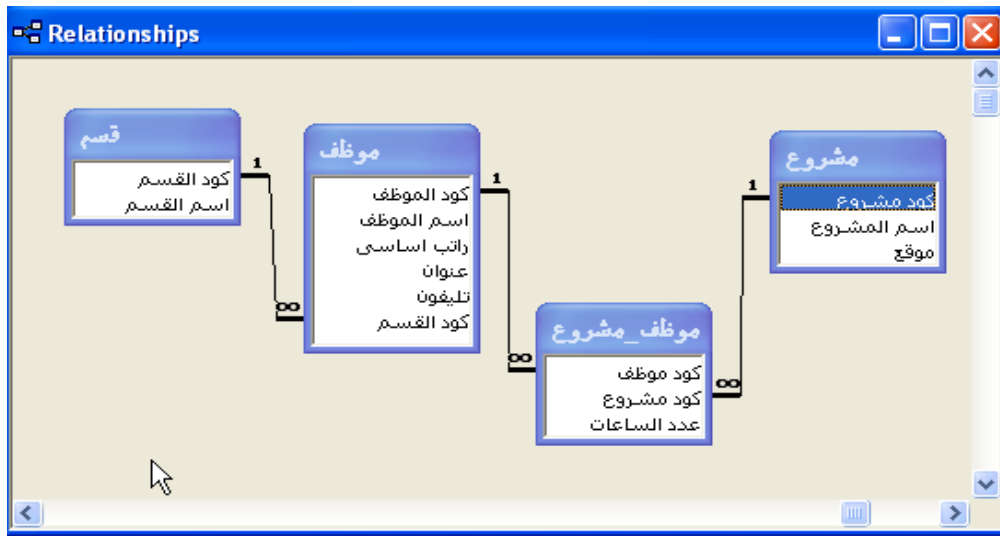 Relationships
قسم
كود القسم
اسم القسم
1
∞
موظف
كود الموظف
اسم الموظف
راتب اساسى
عنوان
تليفون
كود القسم
1
∞
موظف_مشروع
كود موظف
كود مشروع
عدد الساعات
∞
1
مشروع
كود مشروع
اسم المشروع
موقع